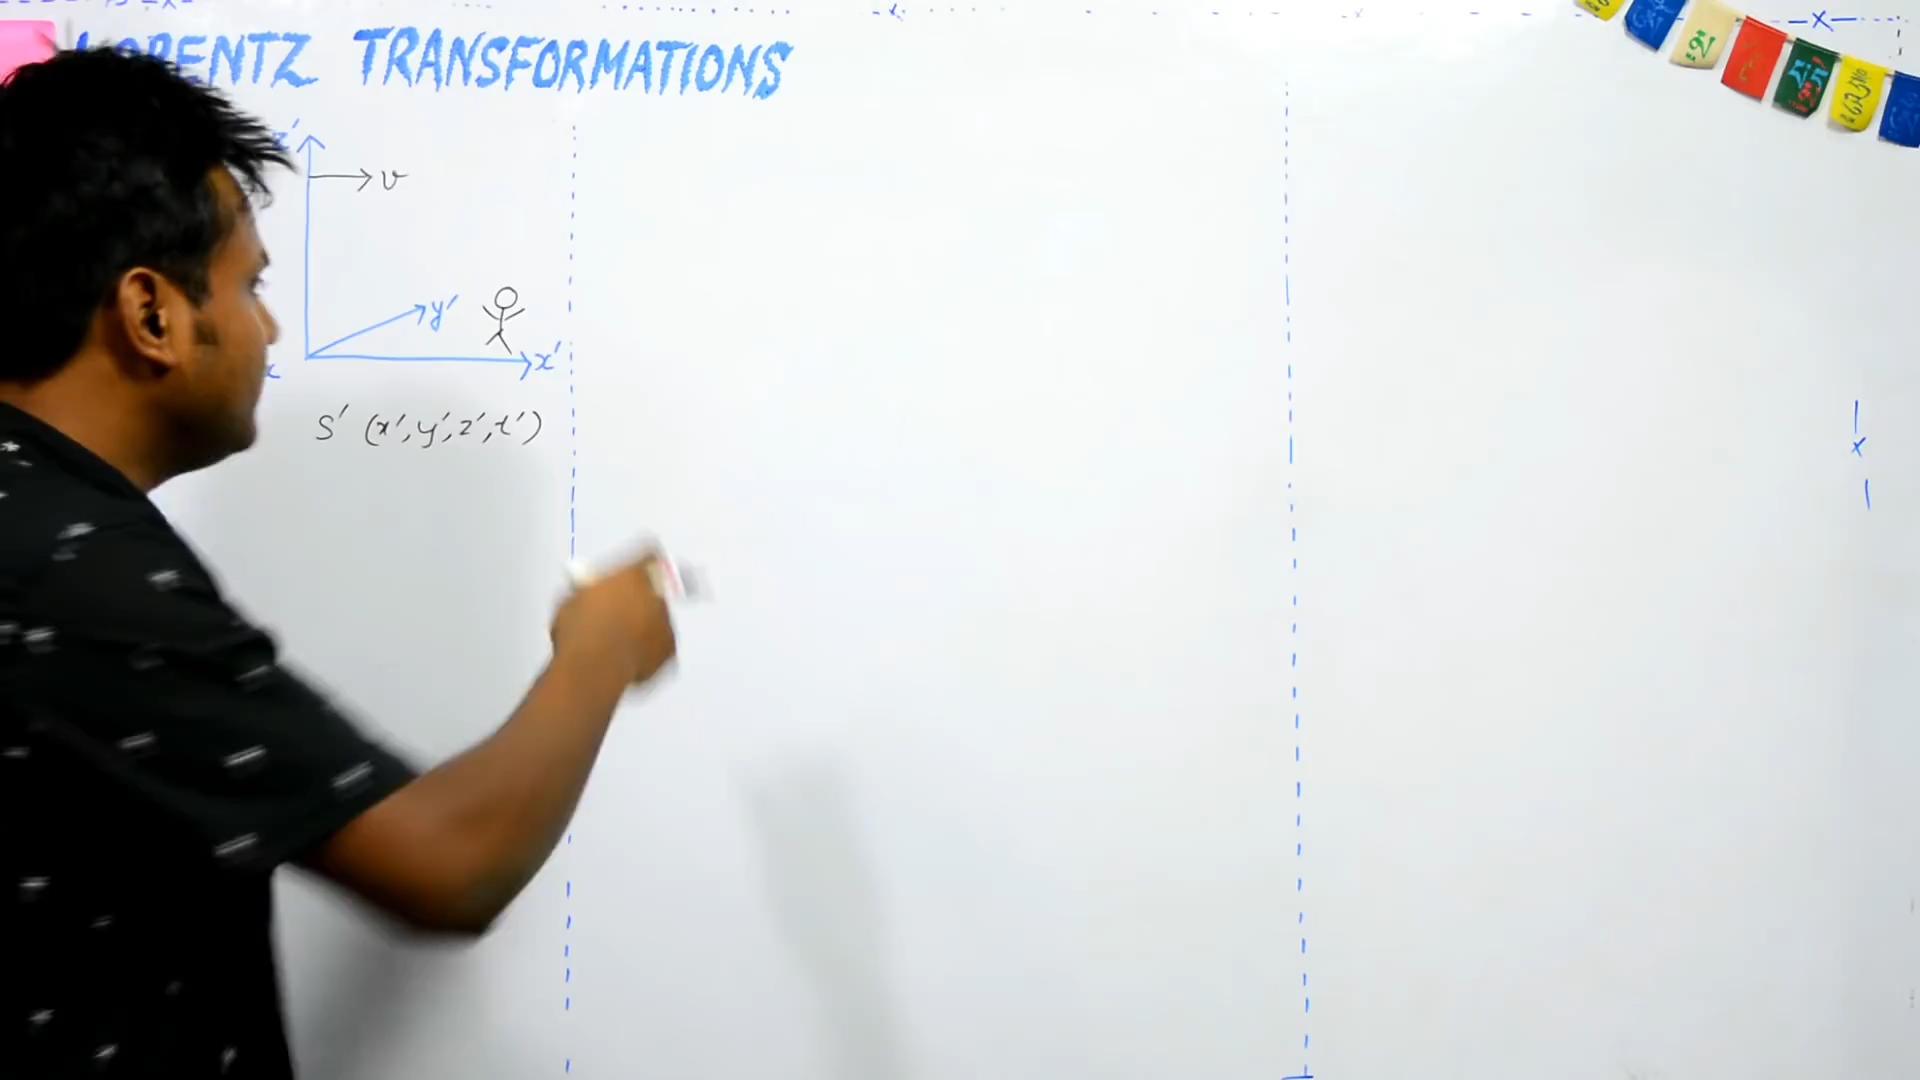 LORENTZ TRANSFORMATIONS
z'
v
y'
x'
x
S' (x', y', z', t')